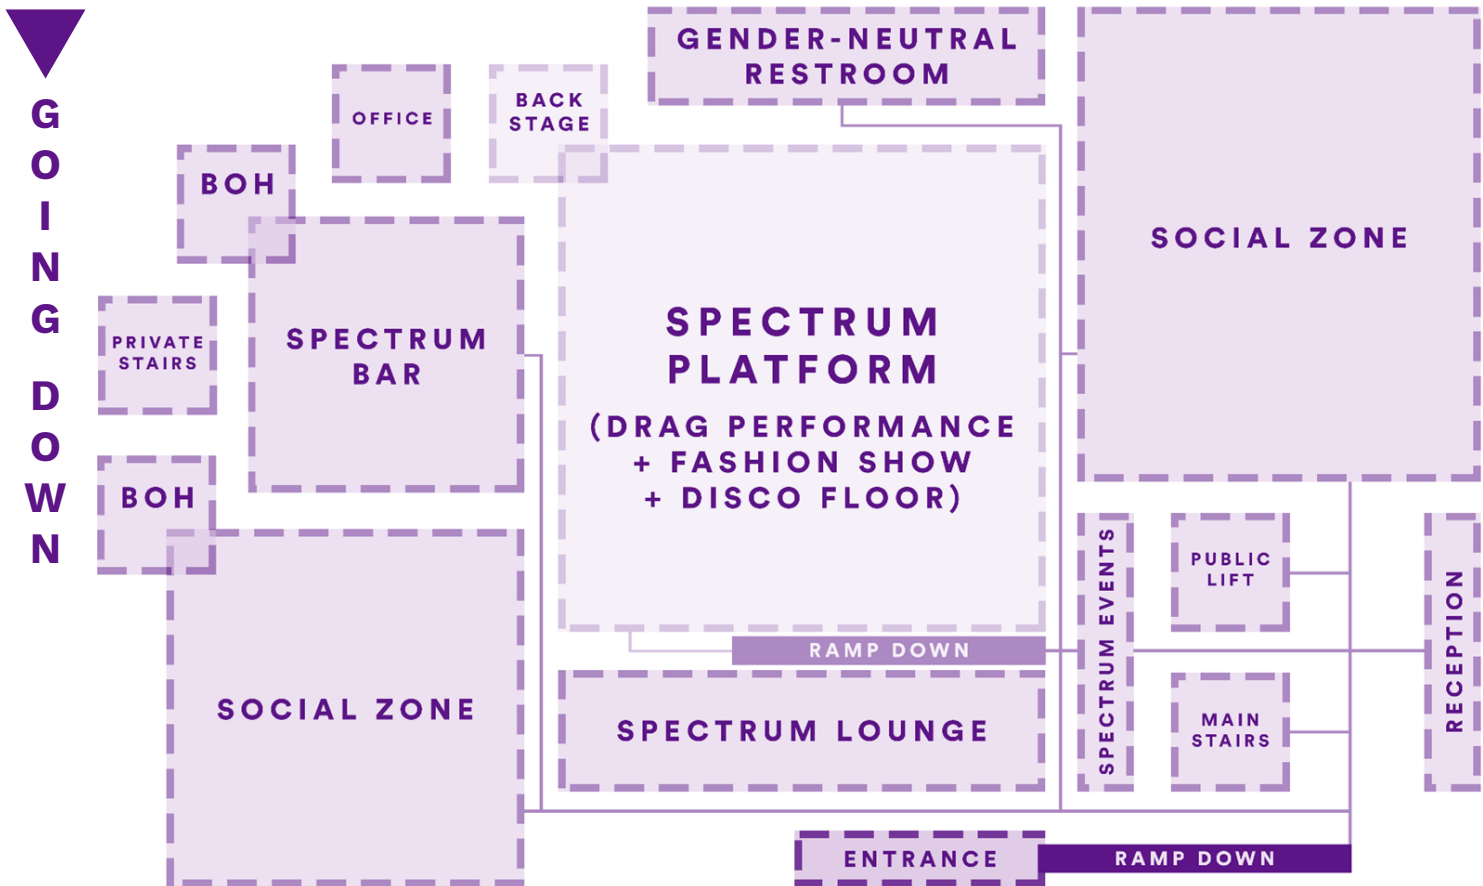 GOING DOWN
GENDER-NEUTRAL
RESTROOM
OFFICE
BACK
STAGE
BOH
SOCIAL ZONE
SPECTRUM
BAR
PRIVATE
STAIRS
SPECTRUM
PLATFORM
(DRAG PERFORMANCE
+ FASHION SHOW
+ DISCO FLOOR)
BOH
PUBLIC
LIFT
SPECTRUM EVENTS
RECEPTION
RAMP DOWN
SOCIAL ZONE
SPECTRUM LOUNGE
MAIN
STAIRS
ENTRANCE
RAMP DOWN